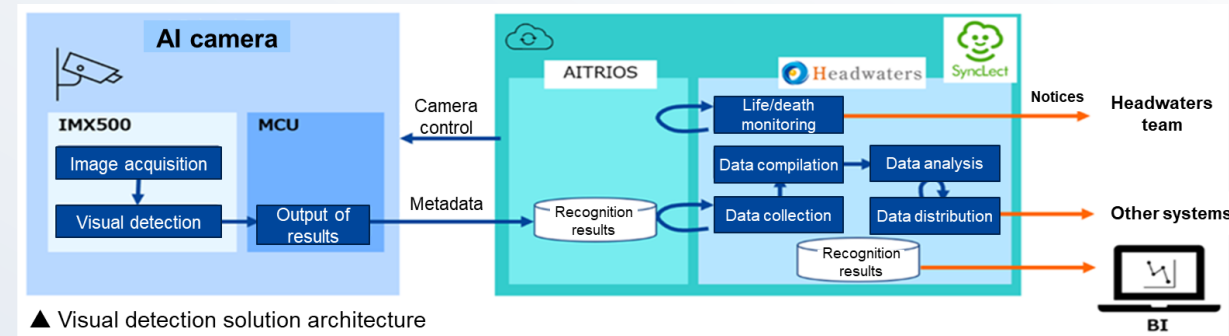 AI camera
IMX500
MCU
Image acquisition
Visual detection
Output of
results
Camera
control
Metadata
AITRIOS
Recognition
results
Headwaters
SyncLect
Life/death
monitoring
Data compilation
Data analysis
Data collection
Data distribution
Recognition
results
Notices
Headwaters
team
Other systems
BI
▲ Visual detection solution architecture